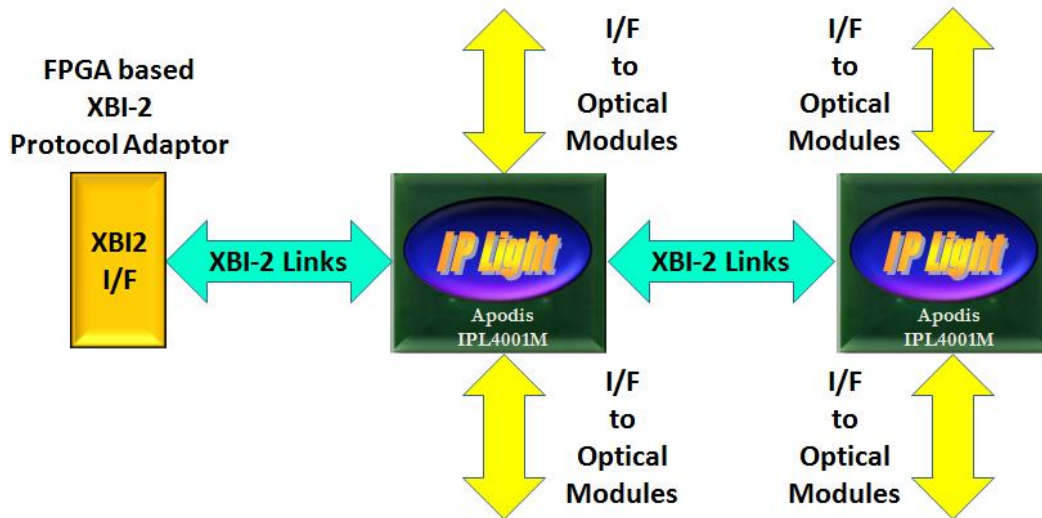 FPGA based
XBI-2
Protocol Adaptor
XBI2
I/F
XBI-2 Links
I/F
to
Optical
Modules
IP Light
Apodis
IPL4001M
I/F
to
Optical
Modules
XBI-2 Links
I/F
to
Optical
Modules
IP Light
Apodis
IPL4001M
I/F
to
Optical
Modules